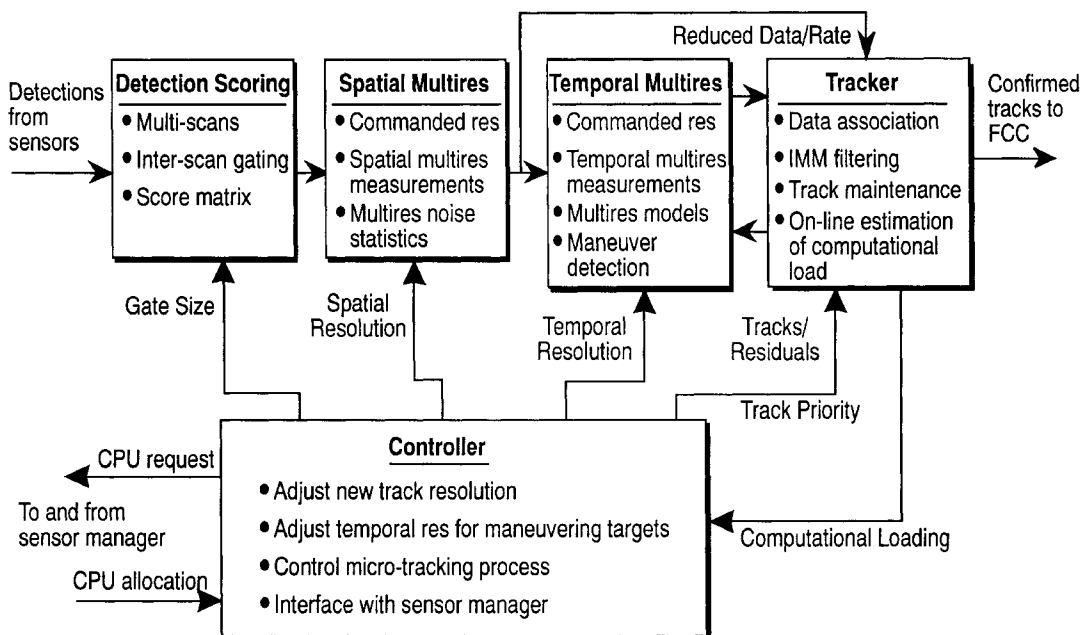 Reduced Data/Rate
Detections
from
sensors
Detection Scoring
• Multi-scans
• Inter-scan gating
• Score matrix
Spatial Multires
• Commanded res
• Spatial multires
measurements
• Multires noise
statistics
Temporal Multires
• Commanded res
• Temporal multires
measurements
• Multires models
• Maneuver
detection
Tracker
• Data association
• IMM filtering
• Track maintenance
• On-line estimation
of computational
load
Confirmed
tracks to
FCC
Gate Size
Spatial
Resolution
Temporal
Resolution
Tracks/
Residuals
Track Priority
Controller
• Adjust new track resolution
• Adjust temporal res for maneuvering targets
• Control micro-tracking process
• Interface with sensor manager
CPU request
To and from
sensor manager
CPU allocation
Computational Loading